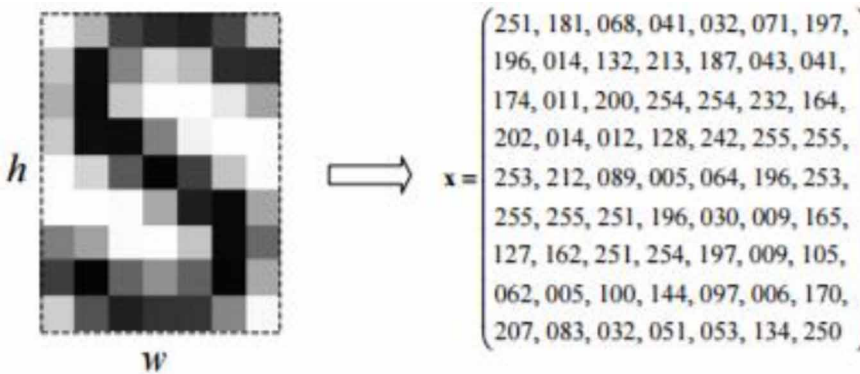 251, 181, 068, 041, 032, 071, 197,
196, 014, 132, 213, 187, 043, 041,
174, 011, 200, 254, 254, 232, 164,
202, 014, 012, 128, 242, 255, 255,
h
x = 253, 212, 089, 005, 064, 196, 253,
255, 255, 251, 196, 030, 009, 165,
127, 162, 251, 254, 197, 009, 105,
062, 005, 100, 144, 097, 006, 170,
207, 083, 032, 051, 053, 134, 250
w